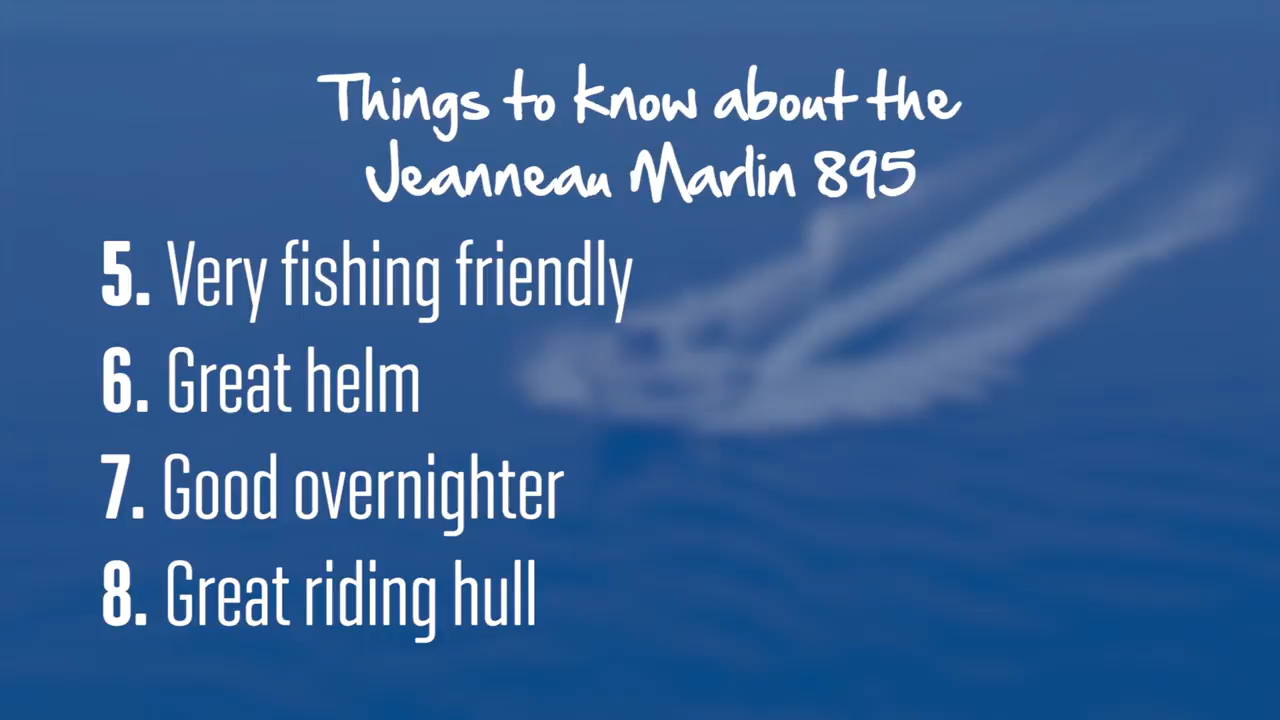 Things to know about the
Jeanneau Marlin 895
5. Very fishing friendly
6. Great helm
7. Good overnighter
8. Great riding hull